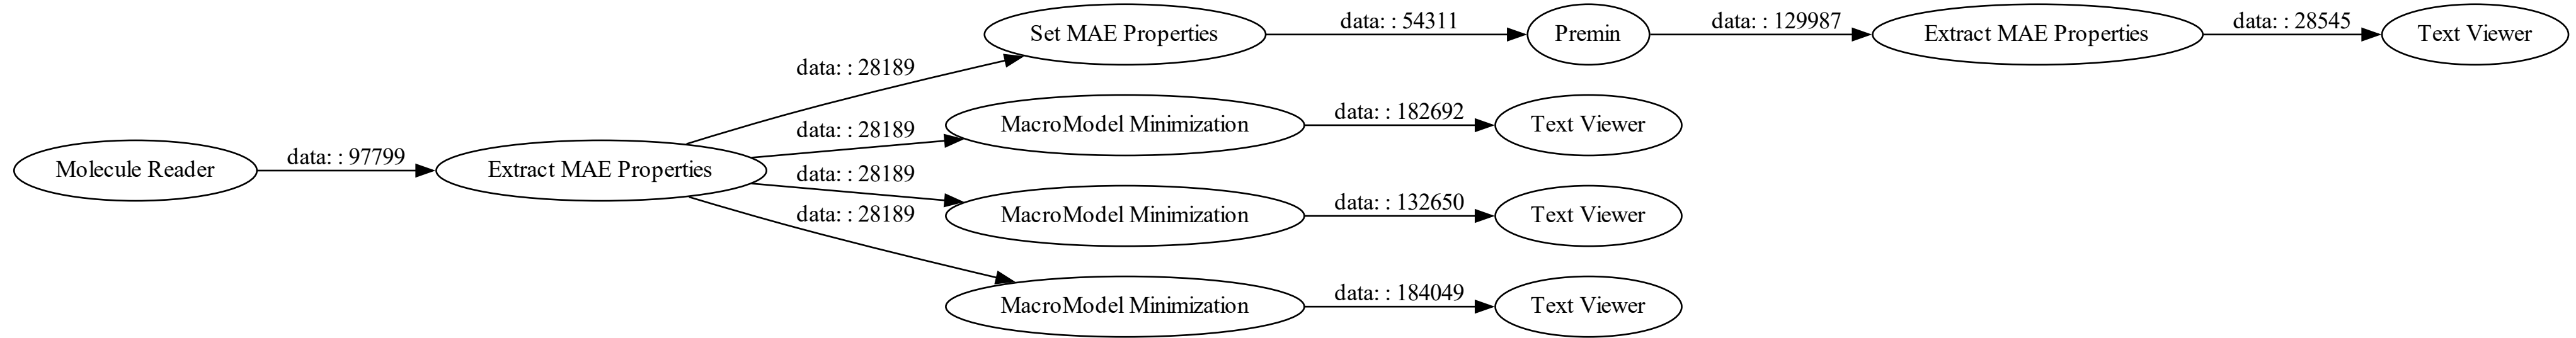 Set MAE Properties
data: : 54311
Premin
data: : 129987
Extract MAE Properties
data: : 28545
Text Viewer
data: : 28189
MacroModel Minimization
data: : 182692
Text Viewer
data: : 28189
Molecule Reader
data: : 97799
Extract MAE Properties
data: : 28189
MacroModel Minimization
data: : 132650
Text Viewer
data: : 28189
MacroModel Minimization
data: : 184049
Text Viewer